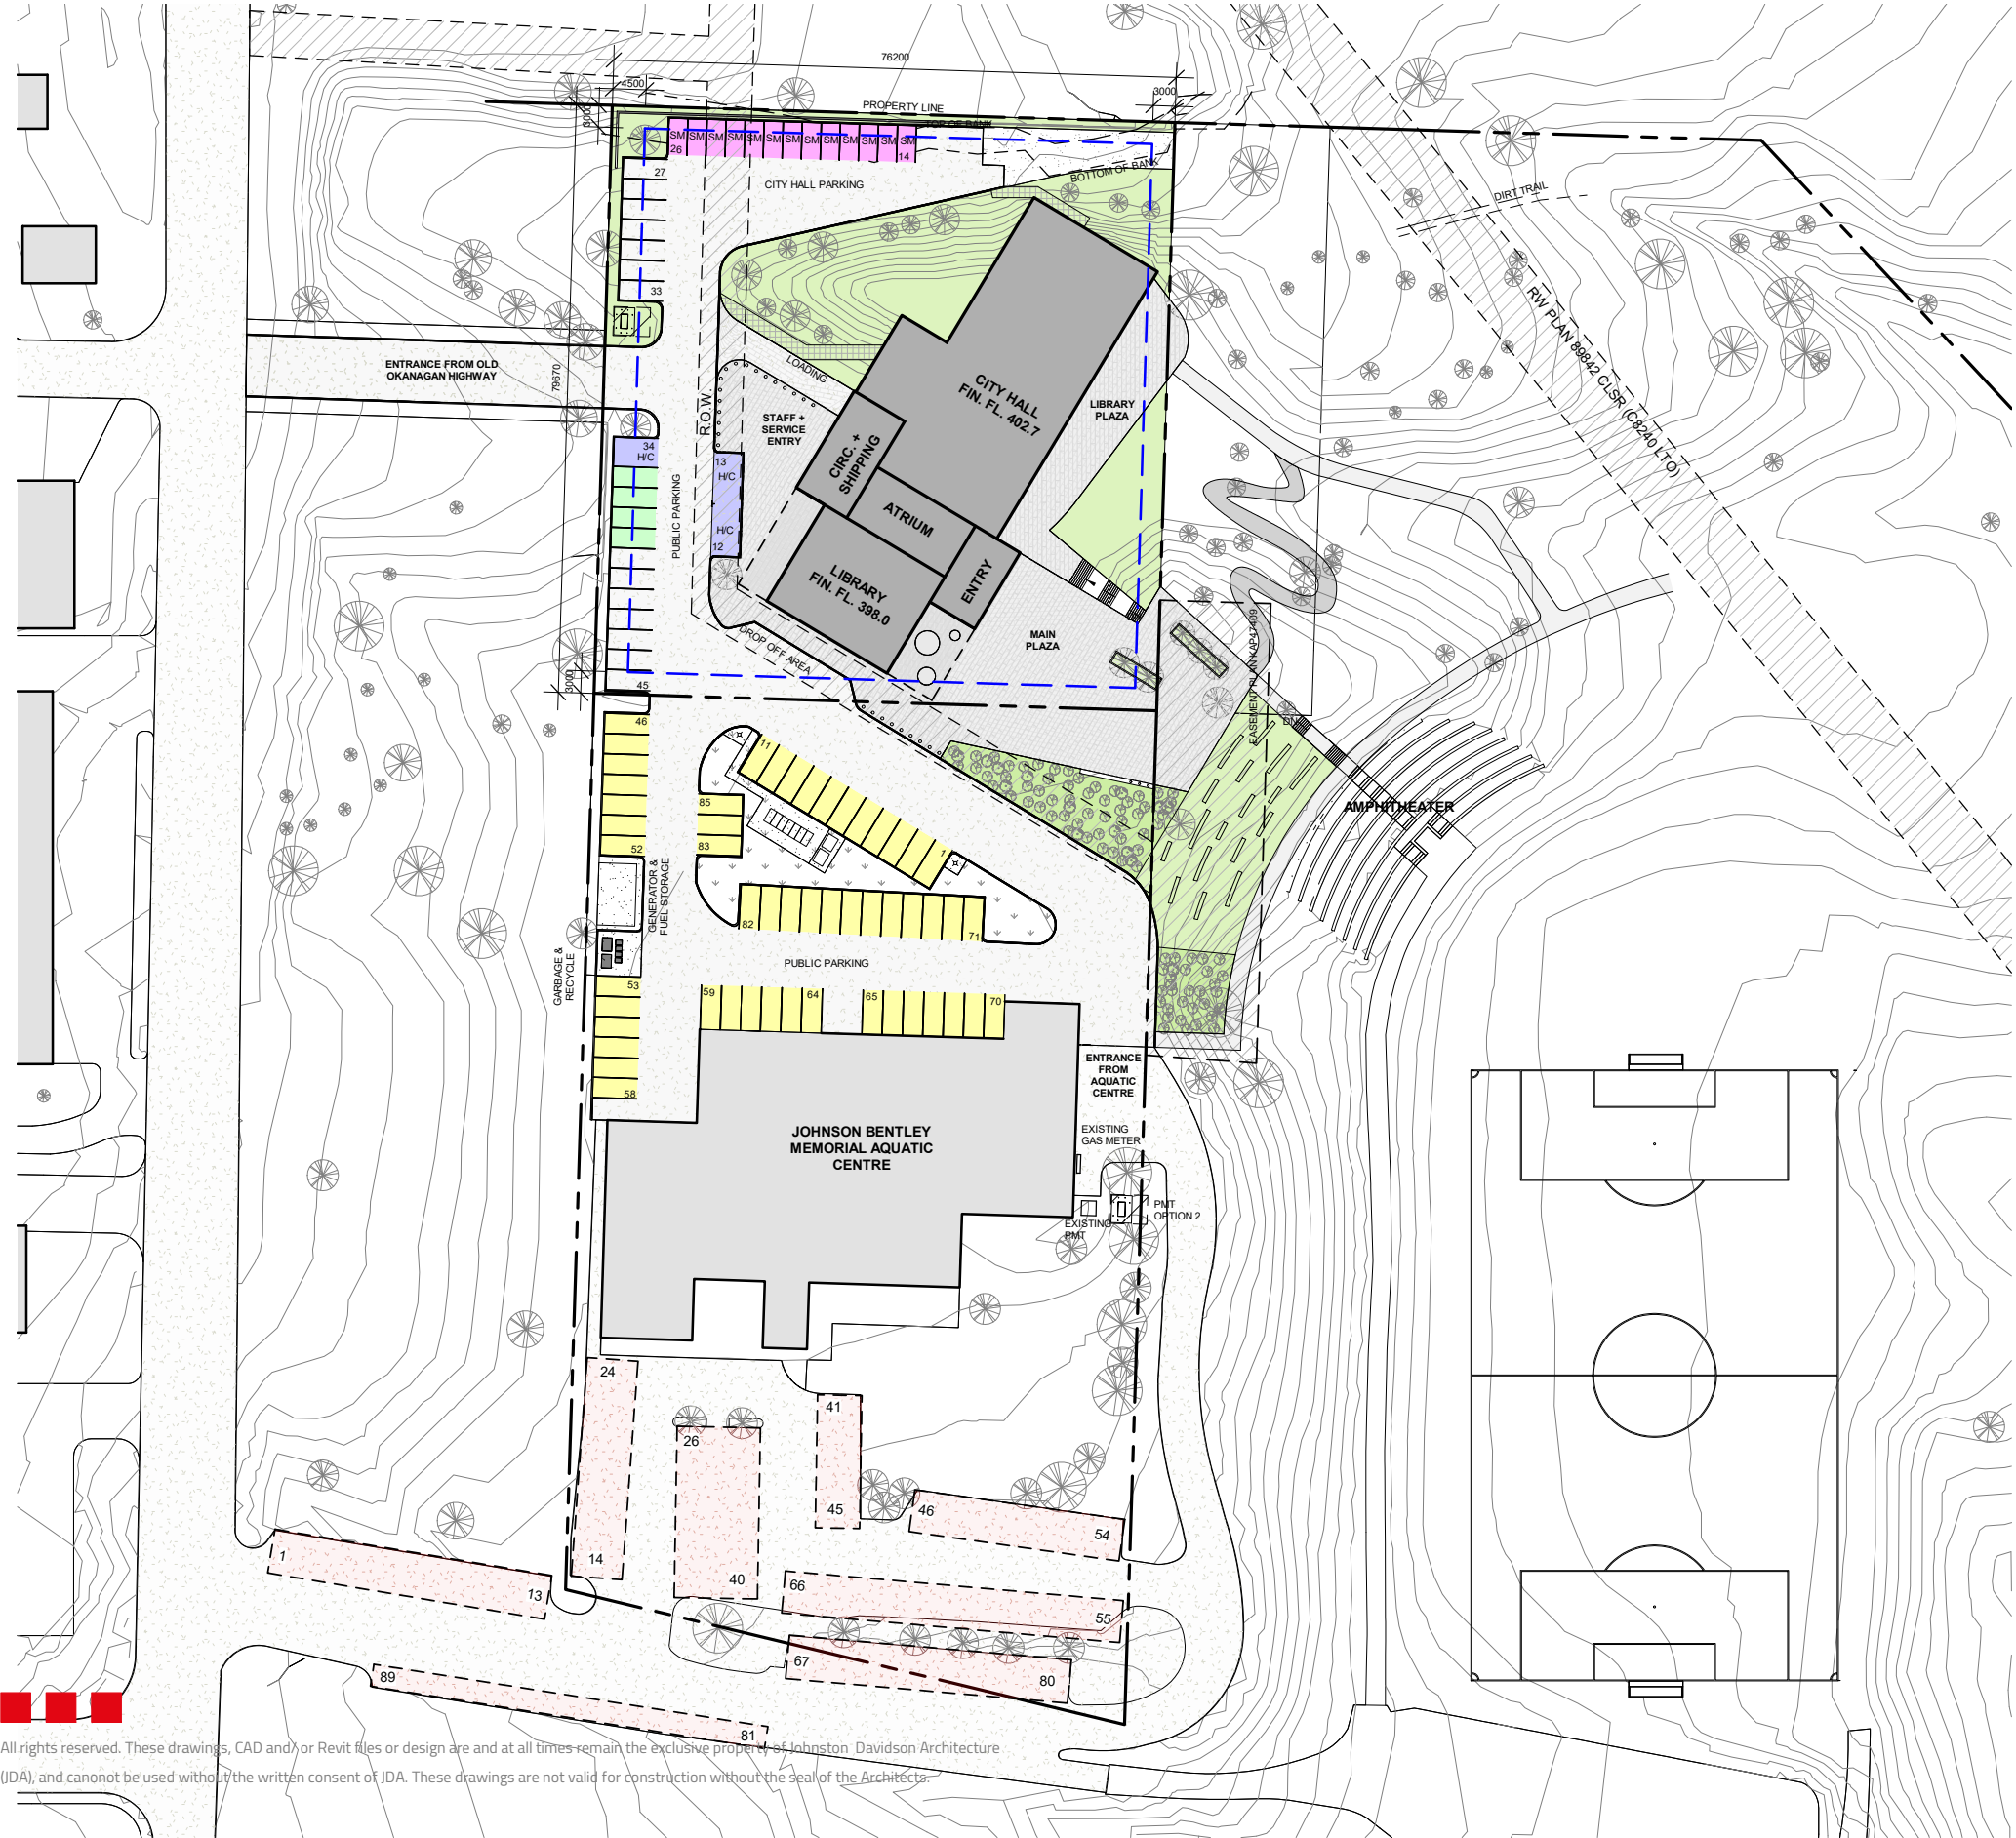 76200
4500
3000
3000
PROPERTY LINE
TOP OF BANK
SM SM SM SM SM SM SM SM SM SM SM SM SM
26
14
27
CITY HALL PARKING
BOTTOM OF BANK
DIRT TRAIL
33
RW PLAN 89842 CLSR (C8240 LTO)
ENTRANCE FROM OLD
OKANAGAN HIGHWAY
79670
LOADING
R.O.W.
STAFF +
SERVICE
ENTRY
CITY HALL
FIN. FL. 402.7
LIBRARY
PLAZA
34
H/C
13
H/C
CIRC. +
SHIPPING
PUBLIC PARKING
H/C
12
ATRIUM
LIBRARY
FIN. FL. 398.0
ENTRY
MAIN
PLAZA
DROP OFF AREA
EASEMENT PLAN KAP47409
3000
45
46
DN
11
85
83
52
1
AMPHITHEATER
GENERATOR &
FUEL STORAGE
82
71
GARBAGE &
RECYCLE
PUBLIC PARKING
53
59
64
65
70
58
ENTRANCE
FROM
AQUATIC
CENTRE
JOHNSON BENTLEY
MEMORIAL AQUATIC
CENTRE
EXISTING
GAS METER
PMT
OPTION 2
EXISTING
PMT
24
41
26
45
46
54
1
13
14
40
66
55
67
80
89
81
All rights reserved. These drawings, CAD and/or Revit files or design are and at all times remain the exclusive property of Johnston Davidson Architecture
(JDA), and canonot be used without the written consent of JDA. These drawings are not valid for construction without the seal of the Architects.